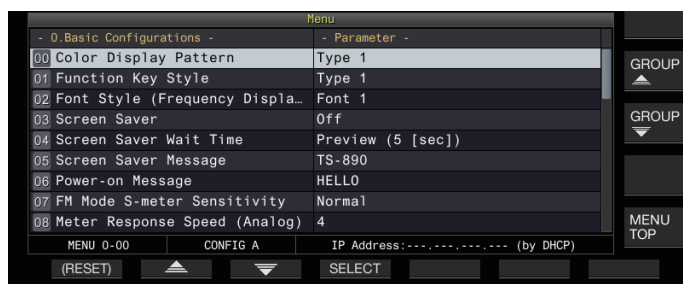 Menu
- 0.Basic Configurations - - Parameter -
00 Color Display Pattern Type 1
01 Function Key Style Type 1
02 Font Style (Frequency Displa… Font 1
03 Screen Saver Off
04 Screen Saver Wait Time Preview (5 [sec])
05 Screen Saver Message TS-890
06 Power-on Message HELLO
07 FM Mode S-meter Sensitivity Normal
08 Meter Response Speed (Analog) 4
MENU 0-00 CONFIG A IP Address:---.---.---.--- (by DHCP)
(RESET) SELECT
GROUP
GROUP
MENU
TOP